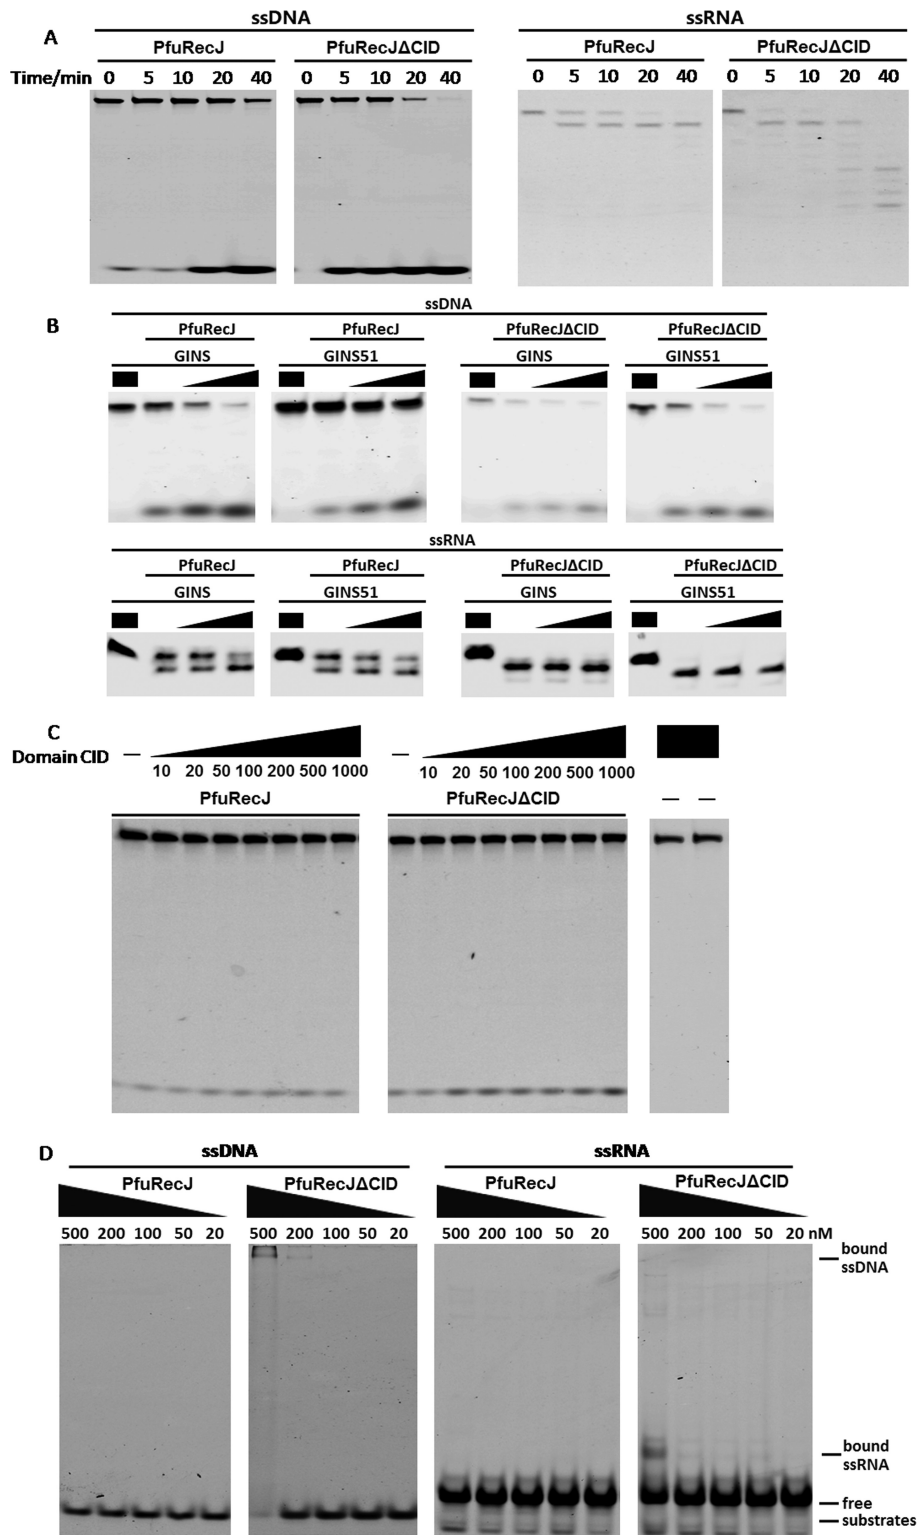 ssDNA ssRNA
A PfuRecJ PfuRecJΔCID PfuRecJ PfuRecJΔCID
Time/min 0 5 10 20 40 0 5 10 20 40 0 5 10 20 40 0 5 10 20 40
ssDNA
B PfuRecJ PfuRecJ PfuRecJΔCID PfuRecJΔCID
GINS GINS51 GINS GINS51
ssRNA
PfuRecJ PfuRecJ PfuRecJΔCID PfuRecJΔCID
GINS GINS51 GINS GINS51
C
Domain CID — —
10 20 50 100 200 500 1000 10 20 50 100 200 500 1000
PfuRecJ PfuRecJΔCID — —
D ssDNA ssRNA
PfuRecJ PfuRecJΔCID PfuRecJ PfuRecJΔCID
500 200 100 50 20 500 200 100 50 20 500 200 100 50 20 500 200 100 50 20 nM
bound
ssDNA
bound
ssRNA
free
substrates